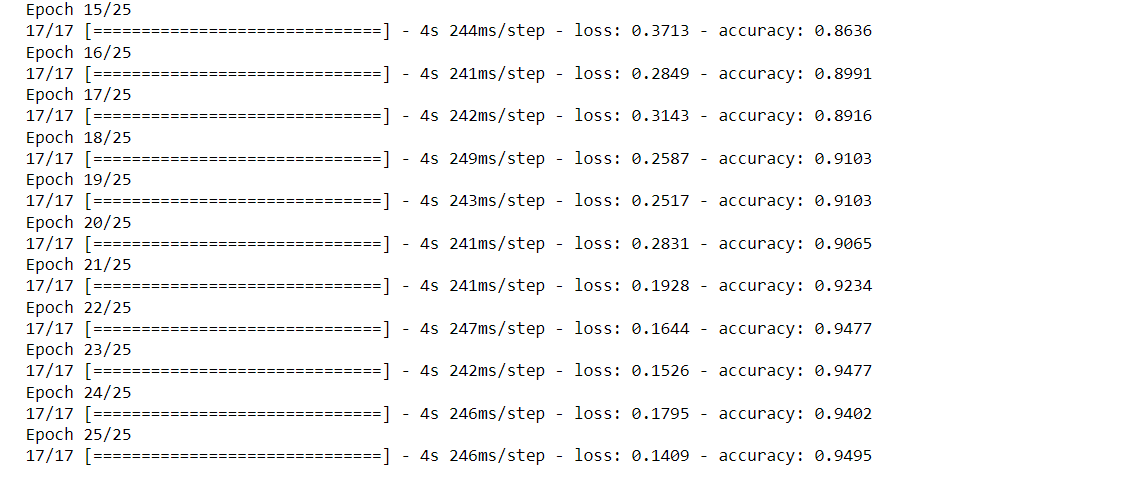 Epoch 15/25
17/17 [==============================] - 4s 244ms/step - loss: 0.3713 - accuracy: 0.8636
Epoch 16/25
17/17 [==============================] - 4s 241ms/step - loss: 0.2849 - accuracy: 0.8991
Epoch 17/25
17/17 [==============================] - 4s 242ms/step - loss: 0.3143 - accuracy: 0.8916
Epoch 18/25
17/17 [==============================] - 4s 249ms/step - loss: 0.2587 - accuracy: 0.9103
Epoch 19/25
17/17 [==============================] - 4s 243ms/step - loss: 0.2517 - accuracy: 0.9103
Epoch 20/25
17/17 [==============================] - 4s 241ms/step - loss: 0.2831 - accuracy: 0.9065
Epoch 21/25
17/17 [==============================] - 4s 241ms/step - loss: 0.1928 - accuracy: 0.9234
Epoch 22/25
17/17 [==============================] - 4s 247ms/step - loss: 0.1644 - accuracy: 0.9477
Epoch 23/25
17/17 [==============================] - 4s 242ms/step - loss: 0.1526 - accuracy: 0.9477
Epoch 24/25
17/17 [==============================] - 4s 246ms/step - loss: 0.1795 - accuracy: 0.9402
Epoch 25/25
17/17 [==============================] - 4s 246ms/step - loss: 0.1409 - accuracy: 0.9495